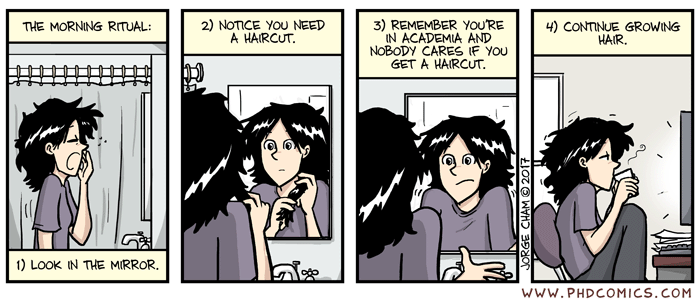 THE MORNING RITUAL:
1) LOOK IN THE MIRROR.
2) NOTICE YOU NEED
A HAIRCUT.
3) REMEMBER YOU'RE
IN ACADEMIA AND
NOBODY CARES IF YOU
GET A HAIRCUT.
JORGE CHAM © 2017
4) CONTINUE GROWING
HAIR.
WWW.PHDCOMICS.COM